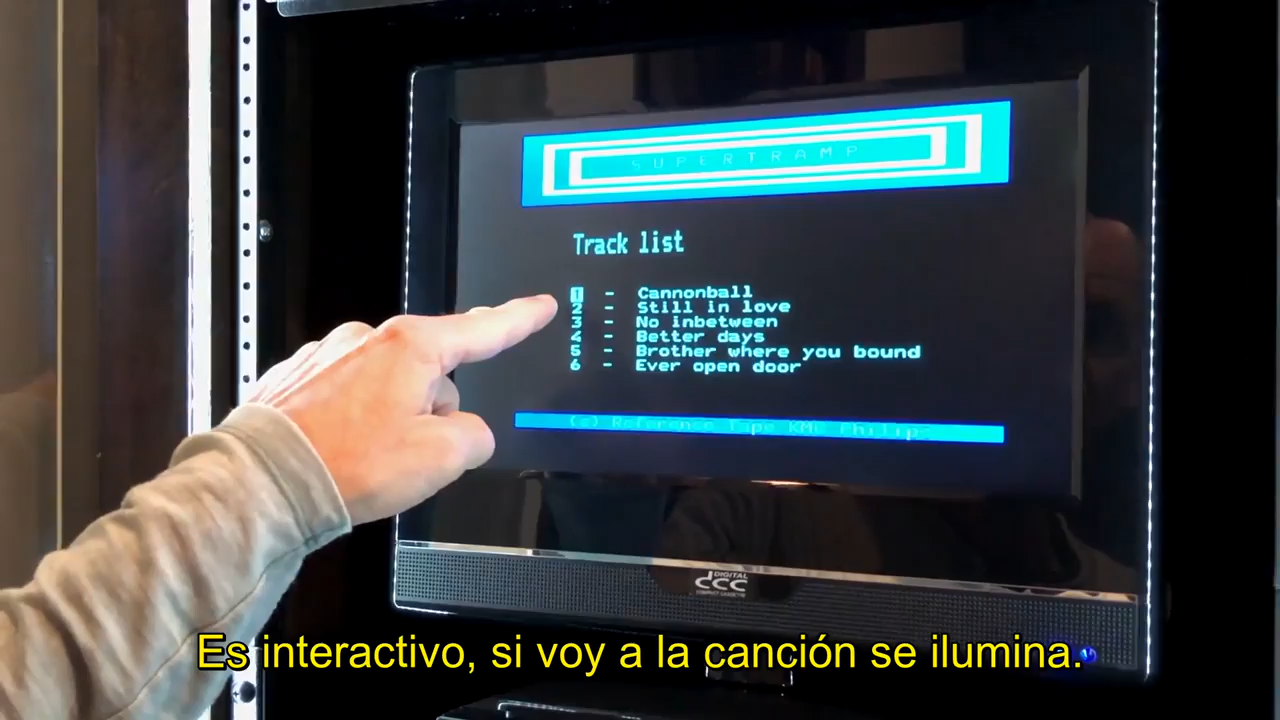 SUPERTRAMP
Track list
1 - Cannonball
2 - Still in love
3 - No inbetween
4 - Better days
5 - Brother where you bound
6 - Ever open door
(c) Reference Tape KML Philips
DIGITAL
dcc
COMPACT CASSETTE
Es interactivo, si voy a la canción se ilumina.